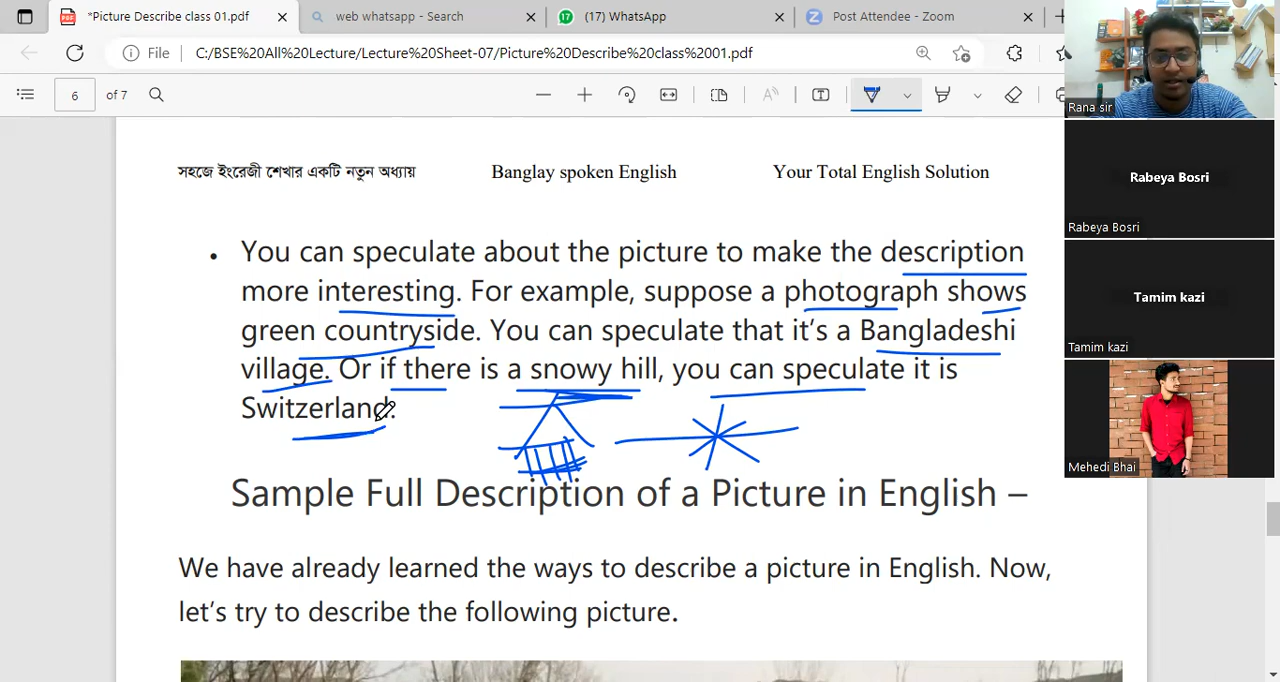 *Picture Describe class 01.pdf
web whatsapp - Search
17
(17) WhatsApp
Z
Post Attendee - Zoom
File
C:/BSE%20All%20Lecture/Lecture%20Sheet-07/Picture%20Describe%20class%2001.pdf
6 of 7
সহজে ইংরেজী শেখার একটি নতুন অধ্যায় Banglay spoken English Your Total English Solution
• You can speculate about the picture to make the description
more interesting. For example, suppose a photograph shows
green countryside. You can speculate that it's a Bangladeshi
village. Or if there is a snowy hill, you can speculate it is
Switzerland.
Sample Full Description of a Picture in English –
We have already learned the ways to describe a picture in English. Now,
let's try to describe the following picture.
Rana sir
Rabeya Bosri
Rabeya Bosri
Tamim kazi
Tamim kazi
Mehedi Bhai